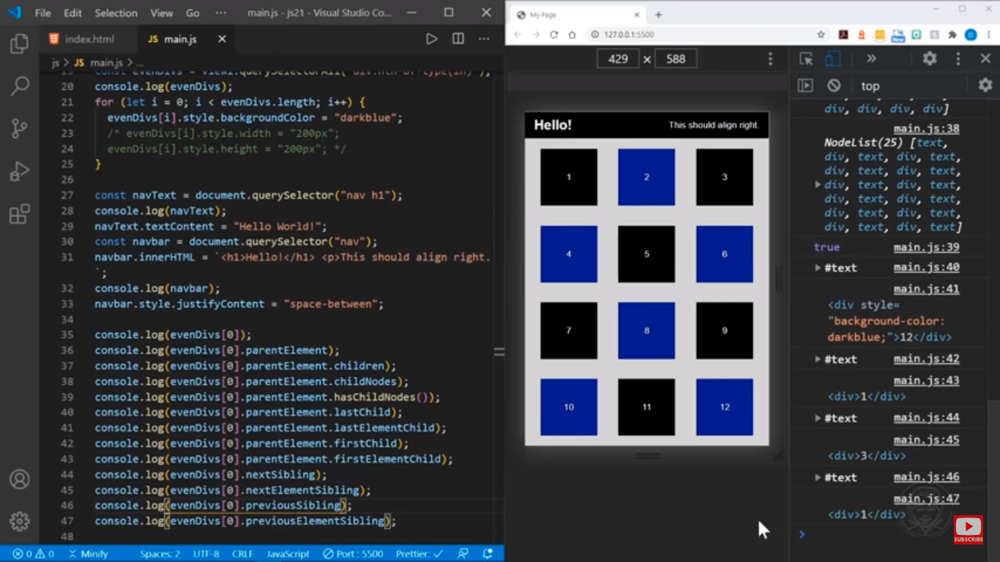 File Edit Selection View Go ··· main.js - js21 - Visual Studio Co...
index.html JS main.js
js > JS main.js > ...
19 const evenDivs = view1.querySelectorAll("div:nth-of-type(2n)");
20 console.log(evenDivs);
21 for (let i = 0; i < evenDivs.length; i++) {
22 evenDivs[i].style.backgroundColor = "darkblue";
23 /* evenDivs[i].style.width = "200px";
24 evenDivs[i].style.height = "200px"; */
25 }
26
27 const navText = document.querySelector("nav h1");
28 console.log(navText);
29 navText.textContent = "Hello World!";
30 const navbar = document.querySelector("nav");
31 navbar.innerHTML = `<h1>Hello!</h1> <p>This should align right.
`;
32 console.log(navbar);
33 navbar.style.justifyContent = "space-between";
34
35 console.log(evenDivs[0]);
36 console.log(evenDivs[0].parentElement);
37 console.log(evenDivs[0].parentElement.children);
38 console.log(evenDivs[0].parentElement.childNodes);
39 console.log(evenDivs[0].parentElement.hasChildNodes());
40 console.log(evenDivs[0].parentElement.lastChild);
41 console.log(evenDivs[0].parentElement.lastElementChild);
42 console.log(evenDivs[0].parentElement.firstChild);
43 console.log(evenDivs[0].parentElement.firstElementChild);
44 console.log(evenDivs[0].nextSibling);
45 console.log(evenDivs[0].nextElementSibling);
46 console.log(evenDivs[0].previousSibling);
47 console.log(evenDivs[0].previousElementSibling);
48
0 0 Minify Spaces: 2 UTF-8 CRLF JavaScript Port : 5500 Prettier: ✓
My Page
127.0.0.1:5500
429 × 588
Hello! This should align right.
1 2 3
4 5 6
7 8 9
10 11 12
top
div, div, div, div]
main.js:38
NodeList(25) [text,
div, text, div, text,
div, text, div, text,
div, text, div, text,
div, text, div, text,
div, text, div, text,
div, text, div, text]
true main.js:39
#text main.js:40
main.js:41
<div style=
"background-color:
darkblue;">12</div>
#text main.js:42
main.js:43
<div>1</div>
#text main.js:44
main.js:45
<div>3</div>
#text main.js:46
main.js:47
<div>1</div>
SUBSCRIBE